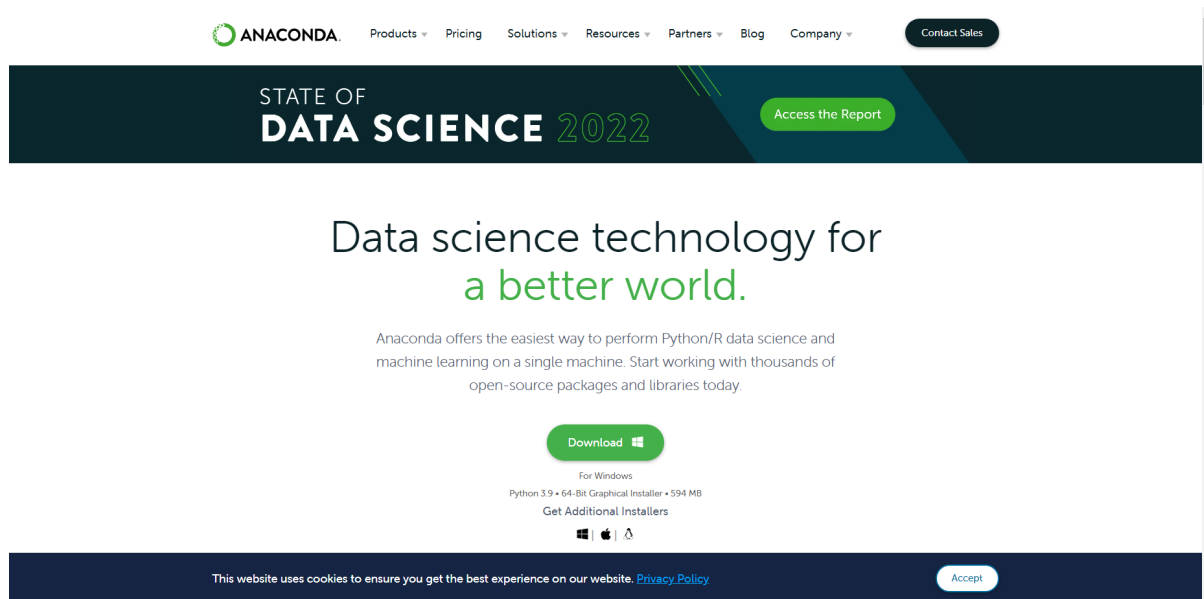 ANACONDA.
Products
Pricing
Solutions
Resources
Partners
Blog
Company
Contact Sales
STATE OF
DATA SCIENCE 2022
Access the Report
Data science technology for
a better world.
Anaconda offers the easiest way to perform Python/R data science and
machine learning on a single machine. Start working with thousands of
open-source packages and libraries today.
Download
For Windows
Python 3.9 • 64-Bit Graphical Installer • 594 MB
Get Additional Installers
| |
This website uses cookies to ensure you get the best experience on our website. Privacy Policy
Accept